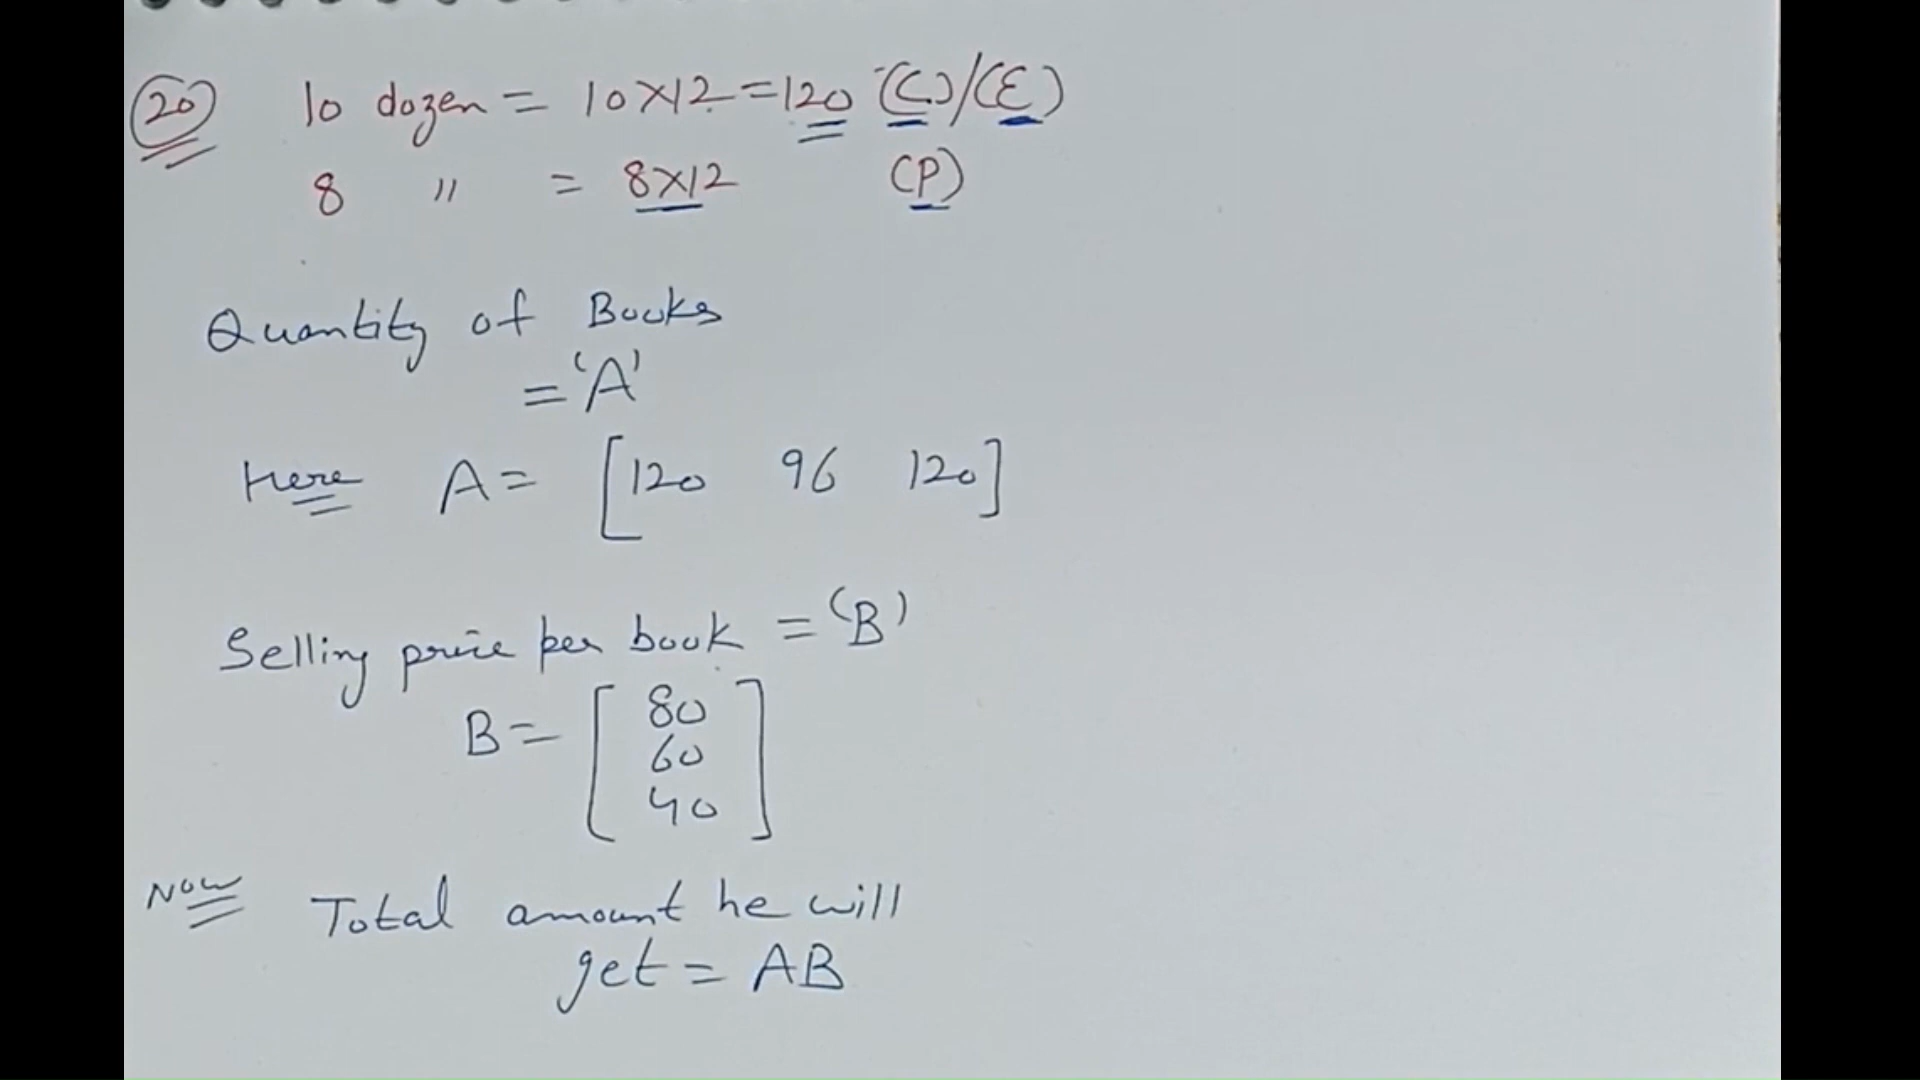 20 10 dozen = 10×12 = 120 (C)/(E)
8 " = 8×12 (P)
Quantity of Books
= 'A'
Here A = [120 96 120]
Selling price per book = 'B'
B = [80
60
40]
Now Total amount he will
get = AB